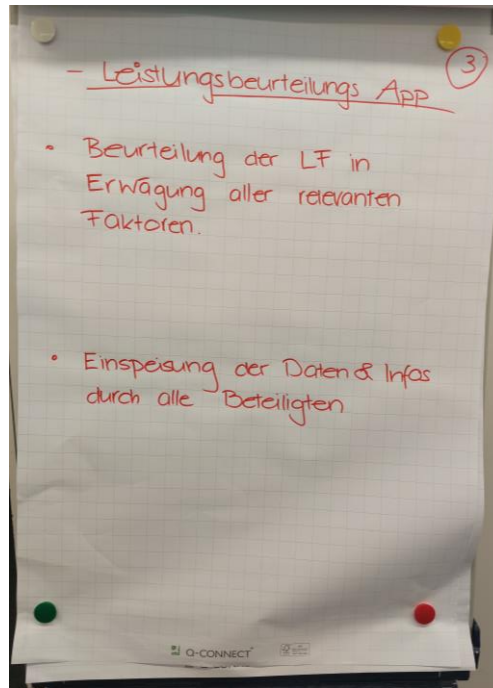 3
- Leistungsbeurteilungs App
• Beurteilung der LF in
Erwägung aller relevanten
Faktoren.
• Einspeisung der Daten & Infos
durch alle Beteiligten
Q-CONNECT